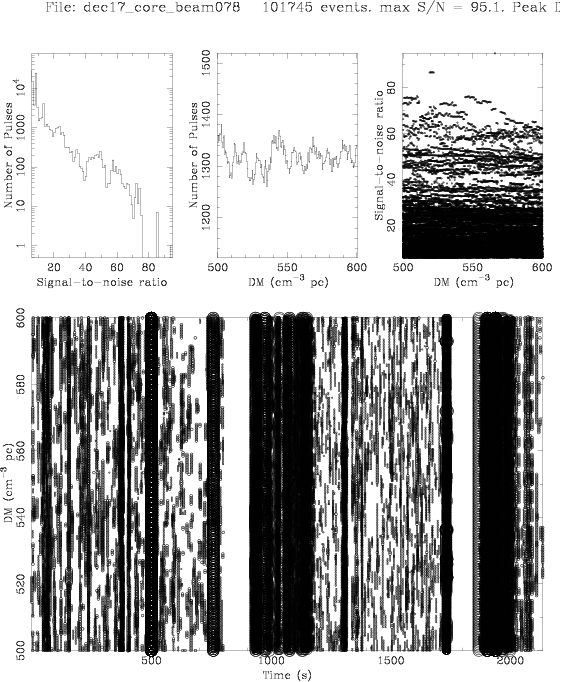 File: dec17_core_beam078 101745 events. max S/N = 95.1. Peak D
Number of Pulses
10⁴
1000
100
10
1
20 40 60 80
Signal−to−noise ratio
Number of Pulses
1500
1400
1300
1200
500 550 600
DM (cm⁻³ pc)
Signal−to−noise ratio
80
60
40
20
500 550 600
DM (cm⁻³ pc)
DM (cm⁻³ pc)
600
580
560
540
520
500
500 1000 1500 2000
Time (s)